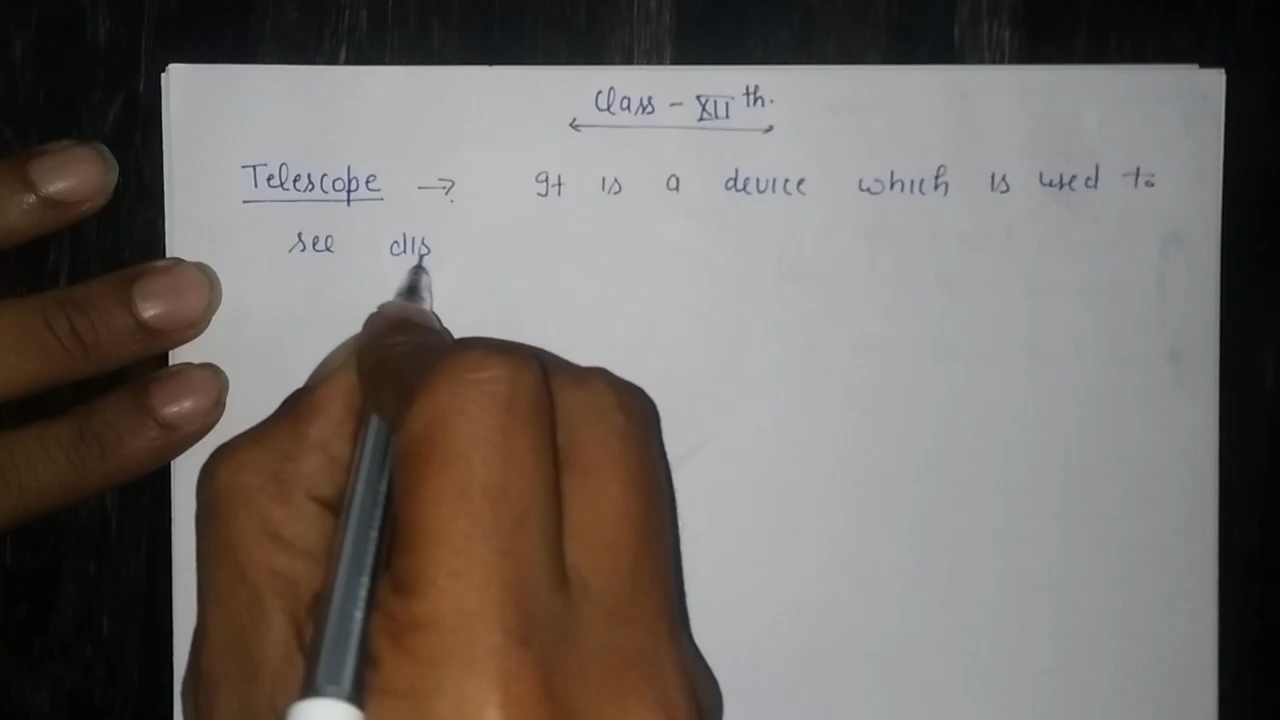 Class - XII th.
Telescope → It is a device which is used to
see dis